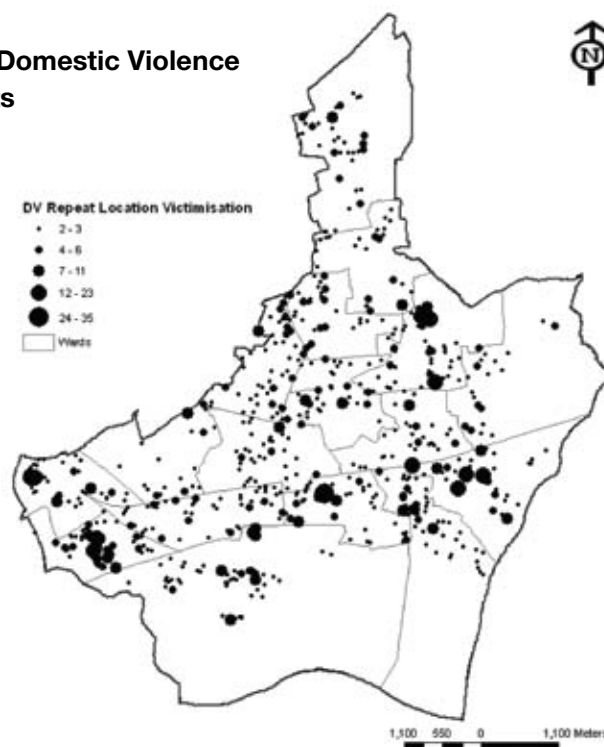 Domestic Violence
N
DV Repeat Location Victimisation
2 - 3
4 - 6
7 - 11
12 - 23
24 - 35
Wards
1,100 550 0 1,100 Meters